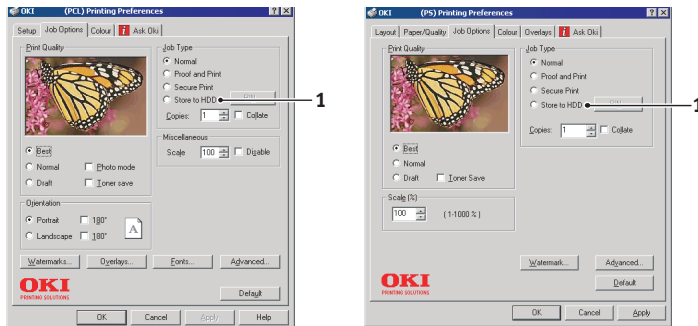 OKI (PCL) Printing Preferences
Setup Job Options Colour Ask Oki
Print Quality
Best
Normal
Photo mode
Draft
Toner save
Orientation
Portrait
180°
Landscape
180°
A
Job Type
Normal
Proof and Print
Secure Print
Store to HDD
1
Copies: 1 Collate
Miscellaneous
Scale 100 Disable
Watermarks... Overlays... Fonts... Advanced...
OKI
PRINTING SOLUTIONS
Default
OK Cancel Apply Help
OKI (PS) Printing Preferences
Layout Paper/Quality Job Options Colour Overlays Ask Oki
Print Quality
Best
Normal
Draft
Toner Save
Job Type
Normal
Proof and Print
Secure Print
Store to HDD
1
Copies: 1 Collate
Scale (%)
100 (1-1000 %)
Watermark... Advanced...
OKI
PRINTING SOLUTIONS
Default
OK Cancel Apply